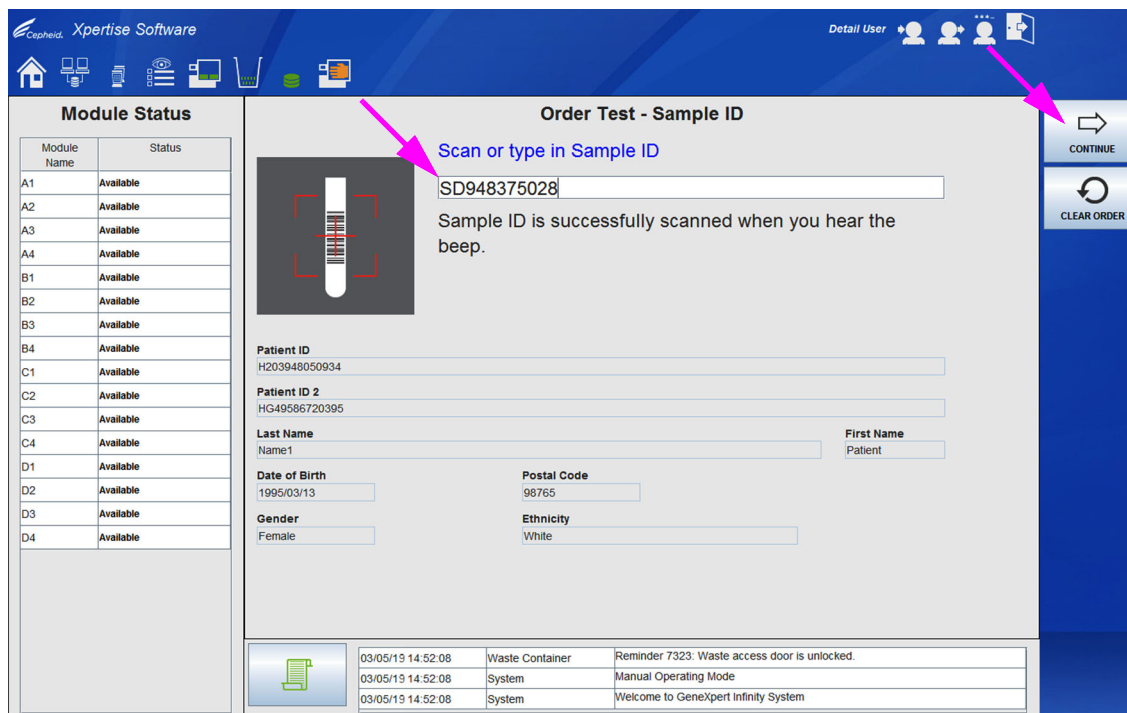 Cepheid. Xpertise Software
Detail User
Module Status
Module Name Status
A1 Available
A2 Available
A3 Available
A4 Available
B1 Available
B2 Available
B3 Available
B4 Available
C1 Available
C2 Available
C3 Available
C4 Available
D1 Available
D2 Available
D3 Available
D4 Available
Order Test - Sample ID
Scan or type in Sample ID
SD948375028
Sample ID is successfully scanned when you hear the
beep.
Patient ID
H203948050934
Patient ID 2
HG49586720395
Last Name First Name
Name1 Patient
Date of Birth Postal Code
1995/03/13 98765
Gender Ethnicity
Female White
03/05/19 14:52:08 Waste Container Reminder 7323: Waste access door is unlocked.
03/05/19 14:52:08 System Manual Operating Mode
03/05/19 14:52:08 System Welcome to GeneXpert Infinity System
CONTINUE
CLEAR ORDER